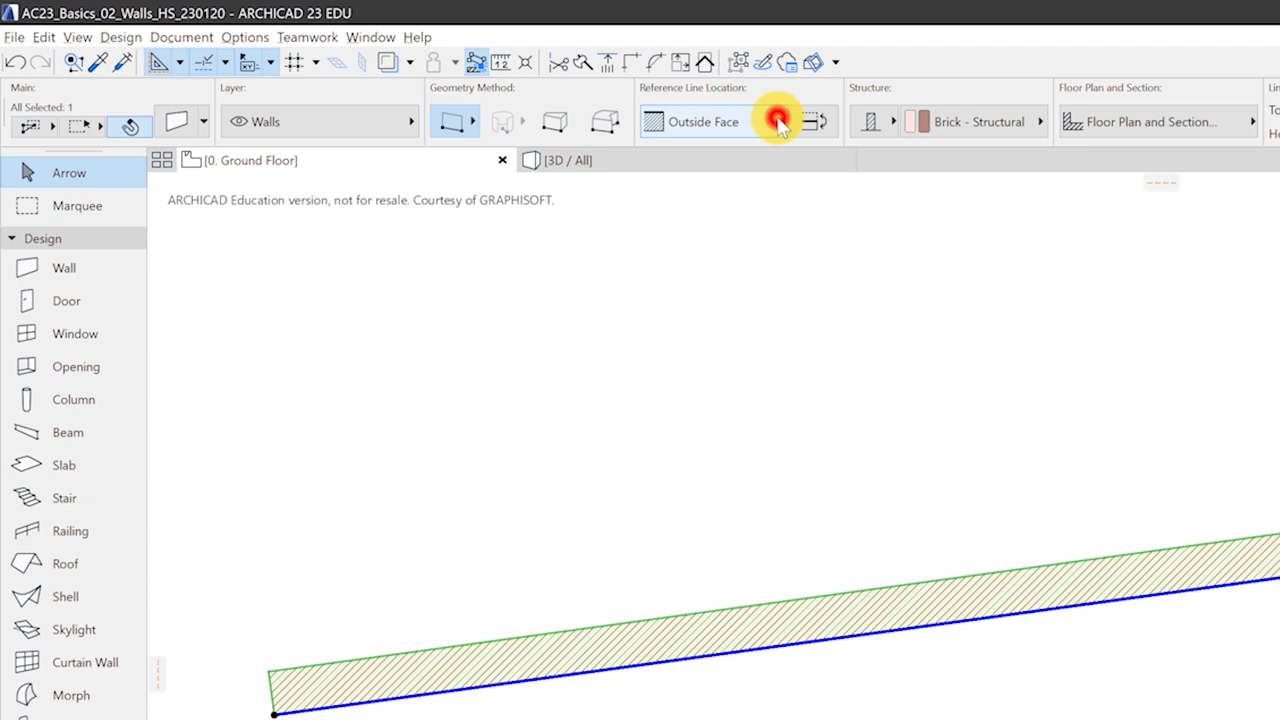 AC23_Basics_02_Walls_HS_230120 - ARCHICAD 23 EDU
File Edit View Design Document Options Teamwork Window Help
Main: Layer: Geometry Method: Reference Line Location: Structure: Floor Plan and Section:
All Selected: 1
Walls Outside Face Brick - Structural Floor Plan and Section...
Arrow
[0. Ground Floor] [3D / All]
Marquee
ARCHICAD Education version, not for resale. Courtesy of GRAPHISOFT.
Design
Wall
Door
Window
Opening
Column
Beam
Slab
Stair
Railing
Roof
Shell
Skylight
Curtain Wall
Morph